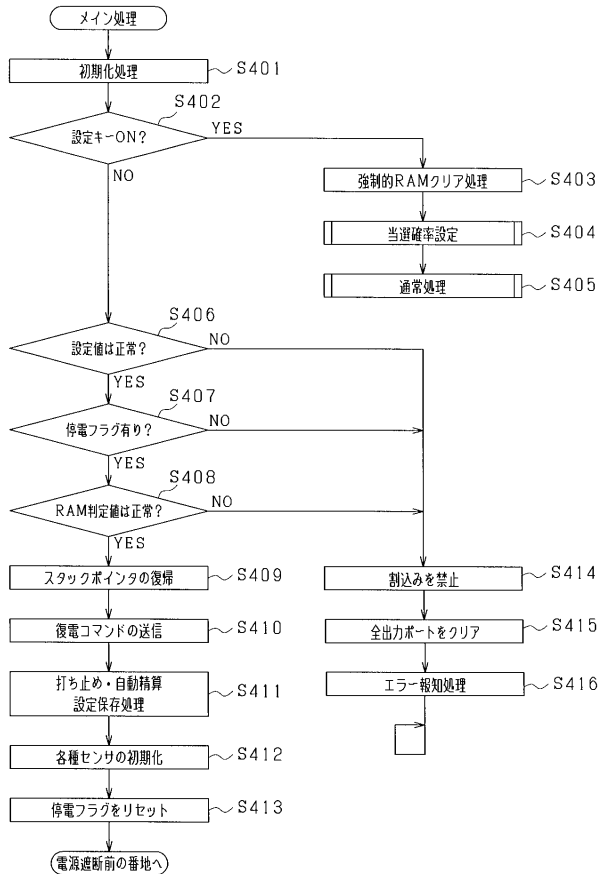 メイン処理
初期化処理
S401
S402
設定キーON?
YES
NO
強制的RAMクリア処理
S403
当選確率設定
S404
通常処理
S405
S406
設定値は正常?
NO
YES
S407
停電フラグ有り?
NO
YES
S408
RAM判定値は正常?
NO
YES
スタックポインタの復帰
S409
割込みを禁止
S414
復電コマンドの送信
S410
全出力ポートをクリア
S415
打ち止め・自動精算
設定保存処理
S411
エラー報知処理
S416
各種センサの初期化
S412
停電フラグをリセット
S413
電源遮断前の番地へ